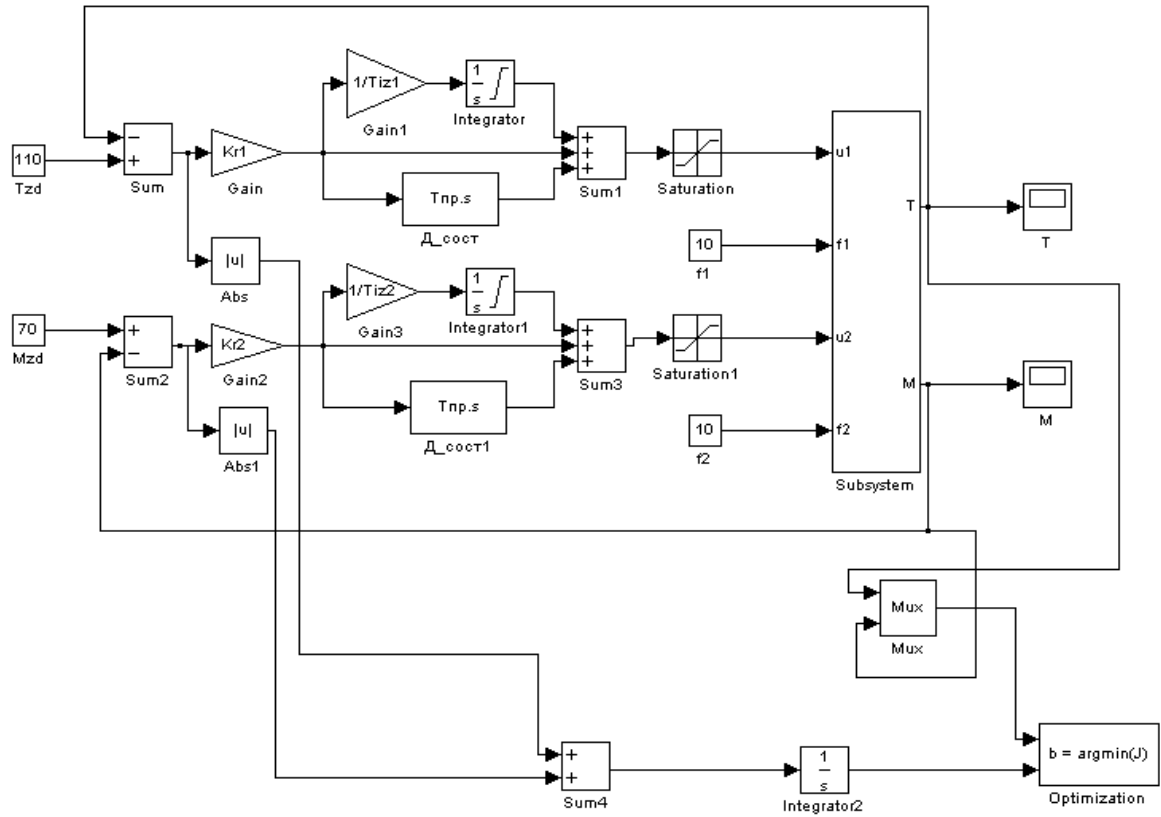 1/Tiz1
1
s
Integrator
Gain1
110
Tzd
−
+
Sum
Kr1
Gain
+
+
+
Sum1
Saturation
Tпр.s
Д_сост
u1
T
T
10
f1
f1
|u|
Abs
1/Tiz2
Gain3
1
s
Integrator1
70
Mzd
+
−
Sum2
Kr2
Gain2
+
+
+
Sum3
Saturation1
u2
Tпр.s
Д_сост1
M
M
10
f2
f2
|u|
Abs1
Subsystem
Mux
Mux
+
+
Sum4
1
s
Integrator2
b = argmin(J)
Optimization